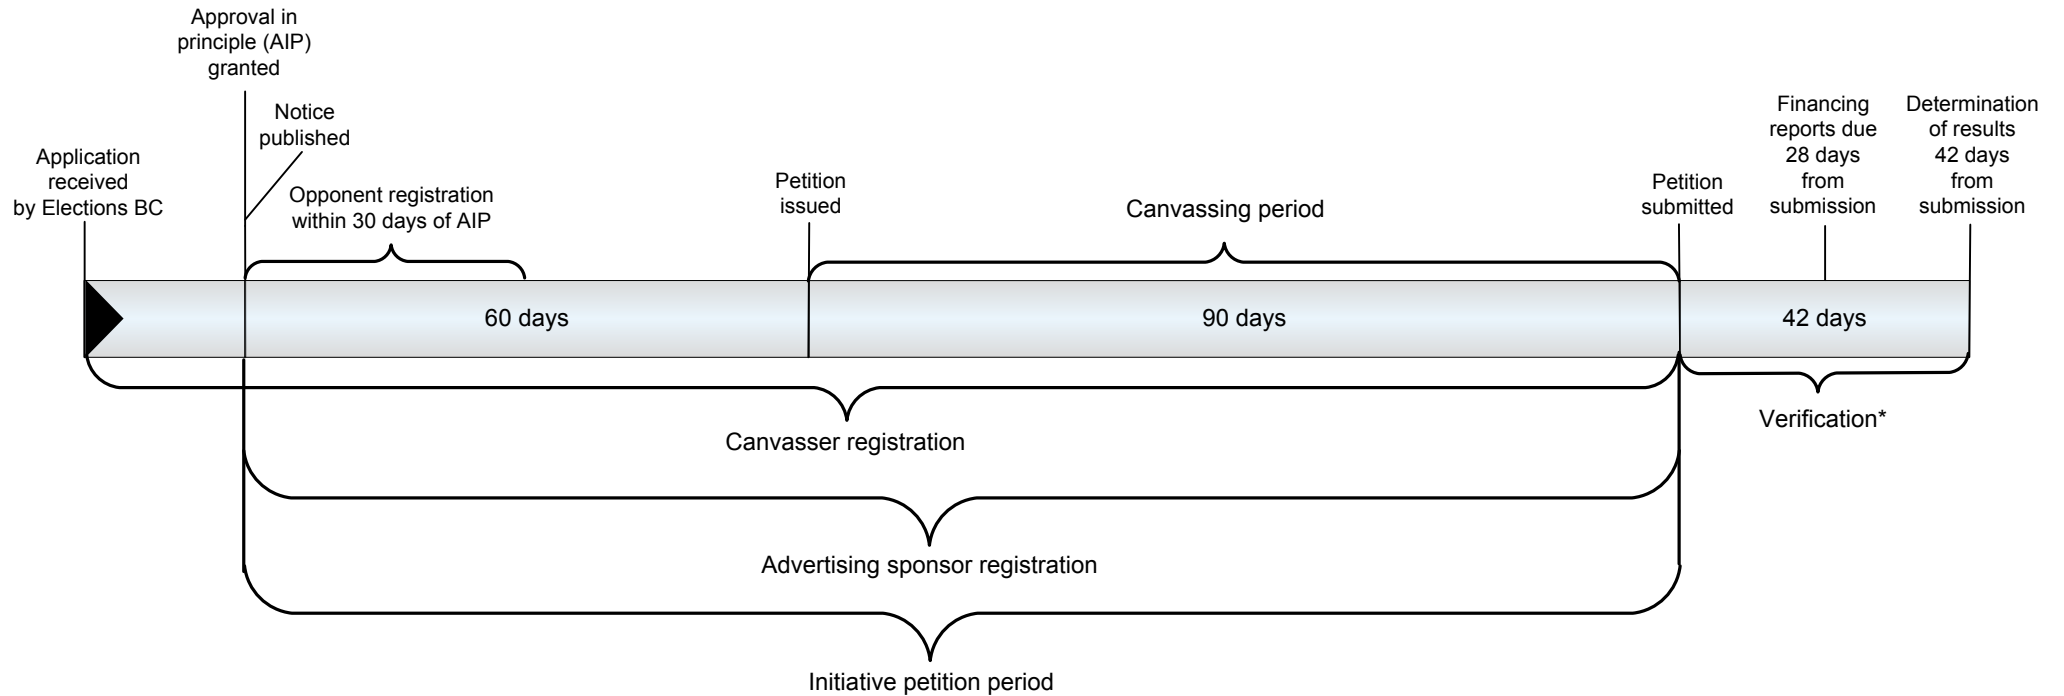 Approval in
principle (AIP)
granted
Notice
published
Application
received
by Elections BC
Opponent registration
within 30 days of AIP
Petition
issued
Canvassing period
Petition
submitted
Financing
reports due
28 days
from
submission
Determination
of results
42 days
from
submission
60 days
90 days
42 days
Verification*
Canvasser registration
Advertising sponsor registration
Initiative petition period